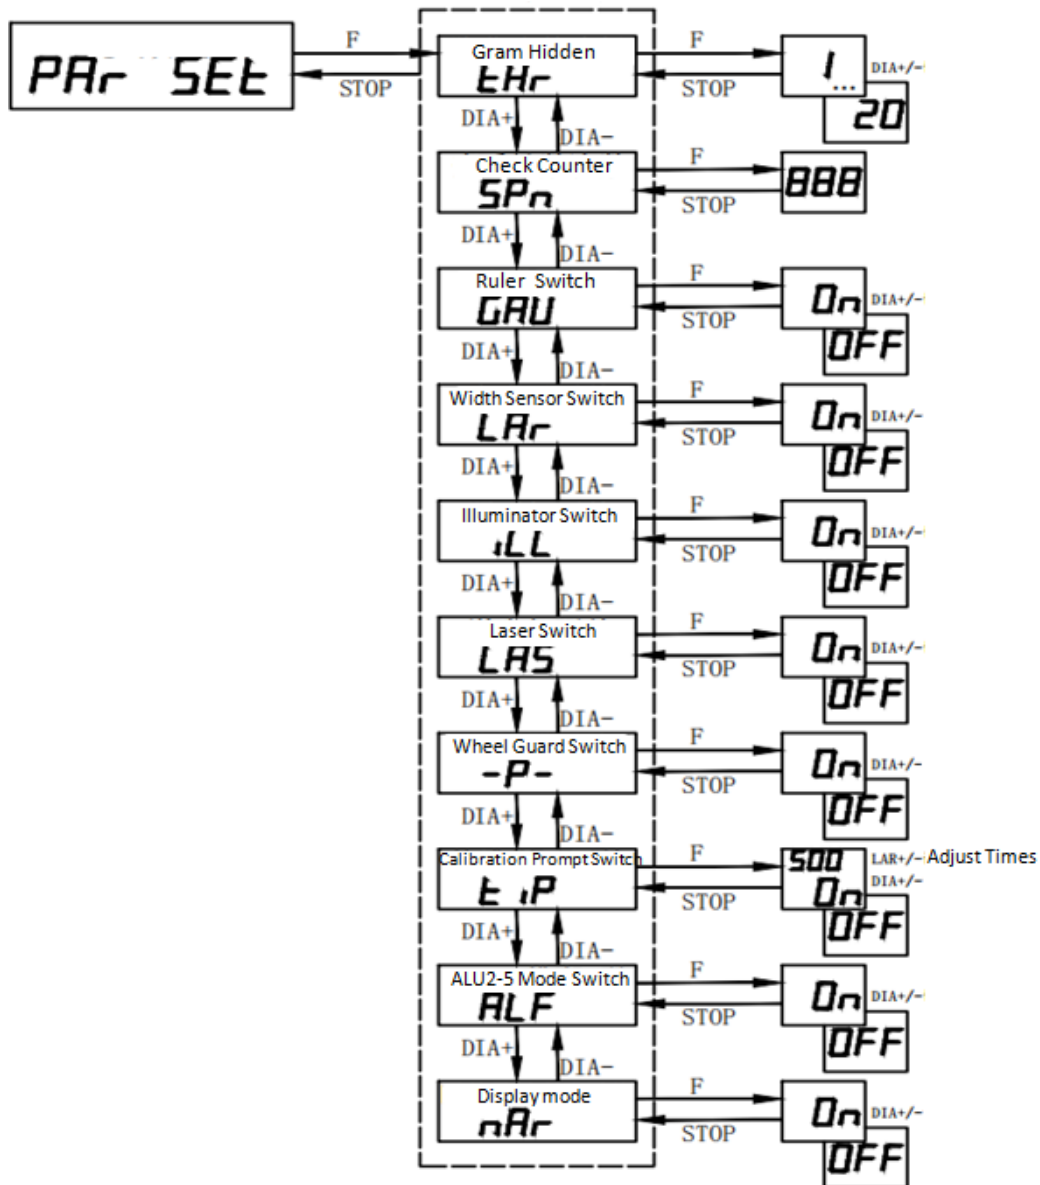 PAr SEt
F
STOP
Gram Hidden
tHr
F
STOP
1...
20
DIA+/-
DIA+
DIA-
Check Counter
SPn
F
STOP
888
DIA+
DIA-
Ruler Switch
GAU
F
STOP
On
OFF
DIA+/-
DIA+
DIA-
Width Sensor Switch
LAr
F
STOP
On
OFF
DIA+/-
DIA+
DIA-
Illuminator Switch
iLL
F
STOP
On
OFF
DIA+/-
DIA+
DIA-
Laser Switch
LAS
F
STOP
On
OFF
DIA+/-
DIA+
DIA-
Wheel Guard Switch
-P-
F
STOP
On
OFF
DIA+/-
DIA+
DIA-
Calibration Prompt Switch
tiP
F
STOP
500
LAR+/- Adjust Times
On
OFF
DIA+/-
DIA+
DIA-
ALU2-5 Mode Switch
ALF
F
STOP
On
OFF
DIA+/-
DIA+
DIA-
Display mode
nAr
F
STOP
On
OFF
DIA+/-